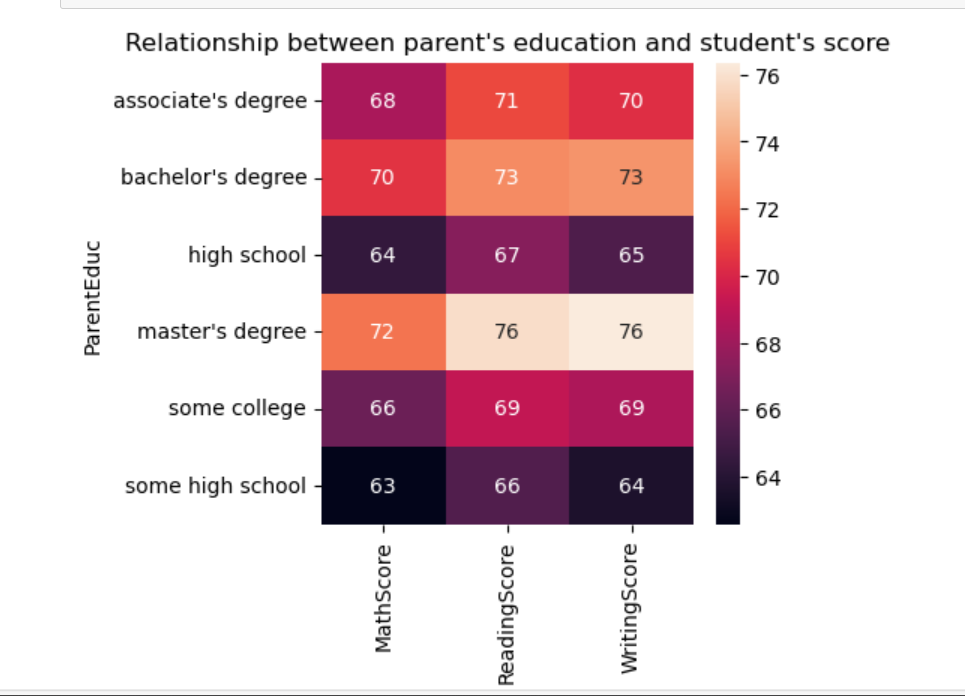 Relationship between parent's education and student's score
ParentEduc
associate's degree 68 71 70
bachelor's degree 70 73 73
high school 64 67 65
master's degree 72 76 76
some college 66 69 69
some high school 63 66 64
MathScore
ReadingScore
WritingScore
76
74
72
70
68
66
64